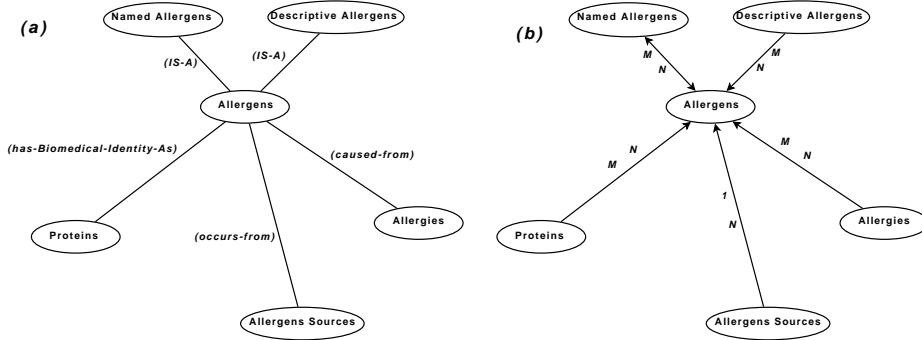 (a)
Named Allergens
Descriptive Allergens
(IS-A)
(IS-A)
Allergens
(has-Biomedical-Identity-As)
(caused-from)
Proteins
Allergies
(occurs-from)
Allergens Sources
(b)
Named Allergens
Descriptive Allergens
M
N
M
N
Allergens
M
N
M
N
1
N
Proteins
Allergies
Allergens Sources